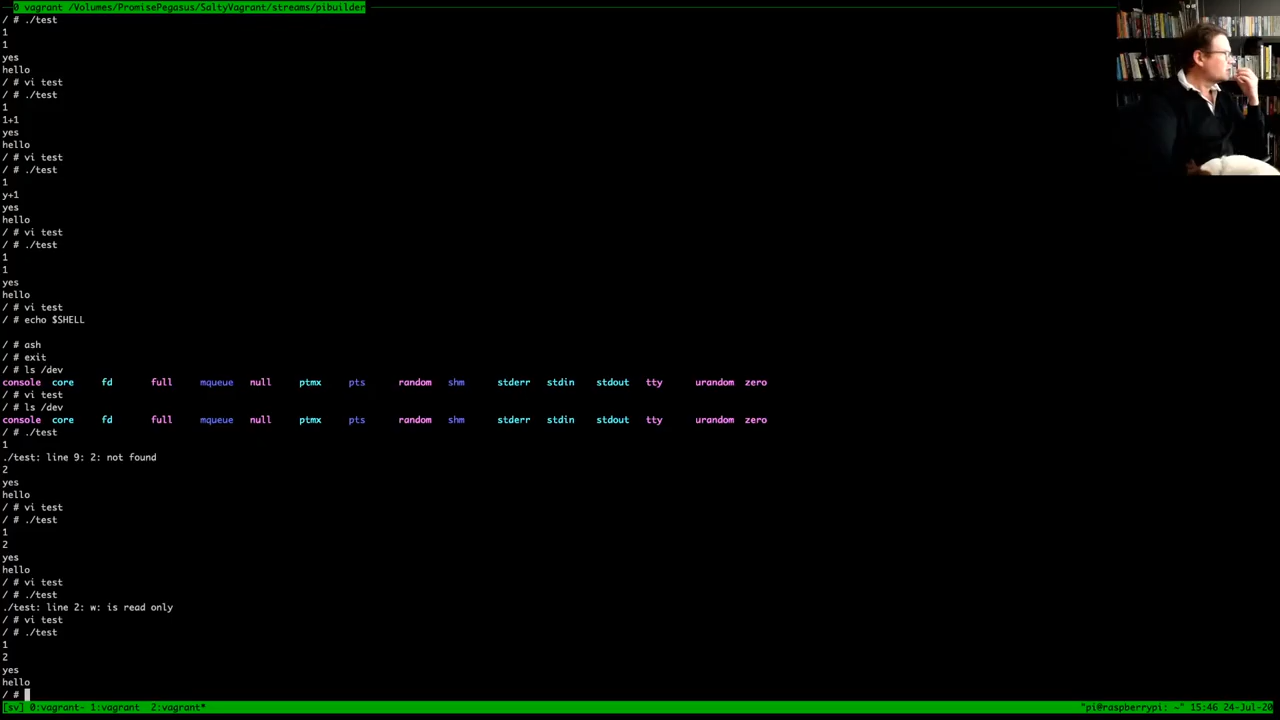 0 vagrant /Volumes/PromisePegasus/SaltyVagrant/streams/pibuilder
/ # ./test
1
1
yes
hello
/ # vi test
/ # ./test
1
1+1
yes
hello
/ # vi test
/ # ./test
1
y+1
yes
hello
/ # vi test
/ # ./test
1
1
yes
hello
/ # vi test
/ # echo $SHELL
/ # ash
/ # exit
/ # ls /dev
console core fd full mqueue null ptmx pts random shm stderr stdin stdout tty urandom zero
/ # vi test
/ # ls /dev
console core fd full mqueue null ptmx pts random shm stderr stdin stdout tty urandom zero
/ # ./test
1
./test: line 9: 2: not found
2
yes
hello
/ # vi test
/ # ./test
1
2
yes
hello
/ # vi test
/ # ./test
./test: line 2: w: is read only
/ # vi test
/ # ./test
1
2
yes
hello
/ #
[sv] 0:vagrant- 1:vagrant 2:vagrant* "pi@raspberrypi: ~" 15:46 24-Jul-20